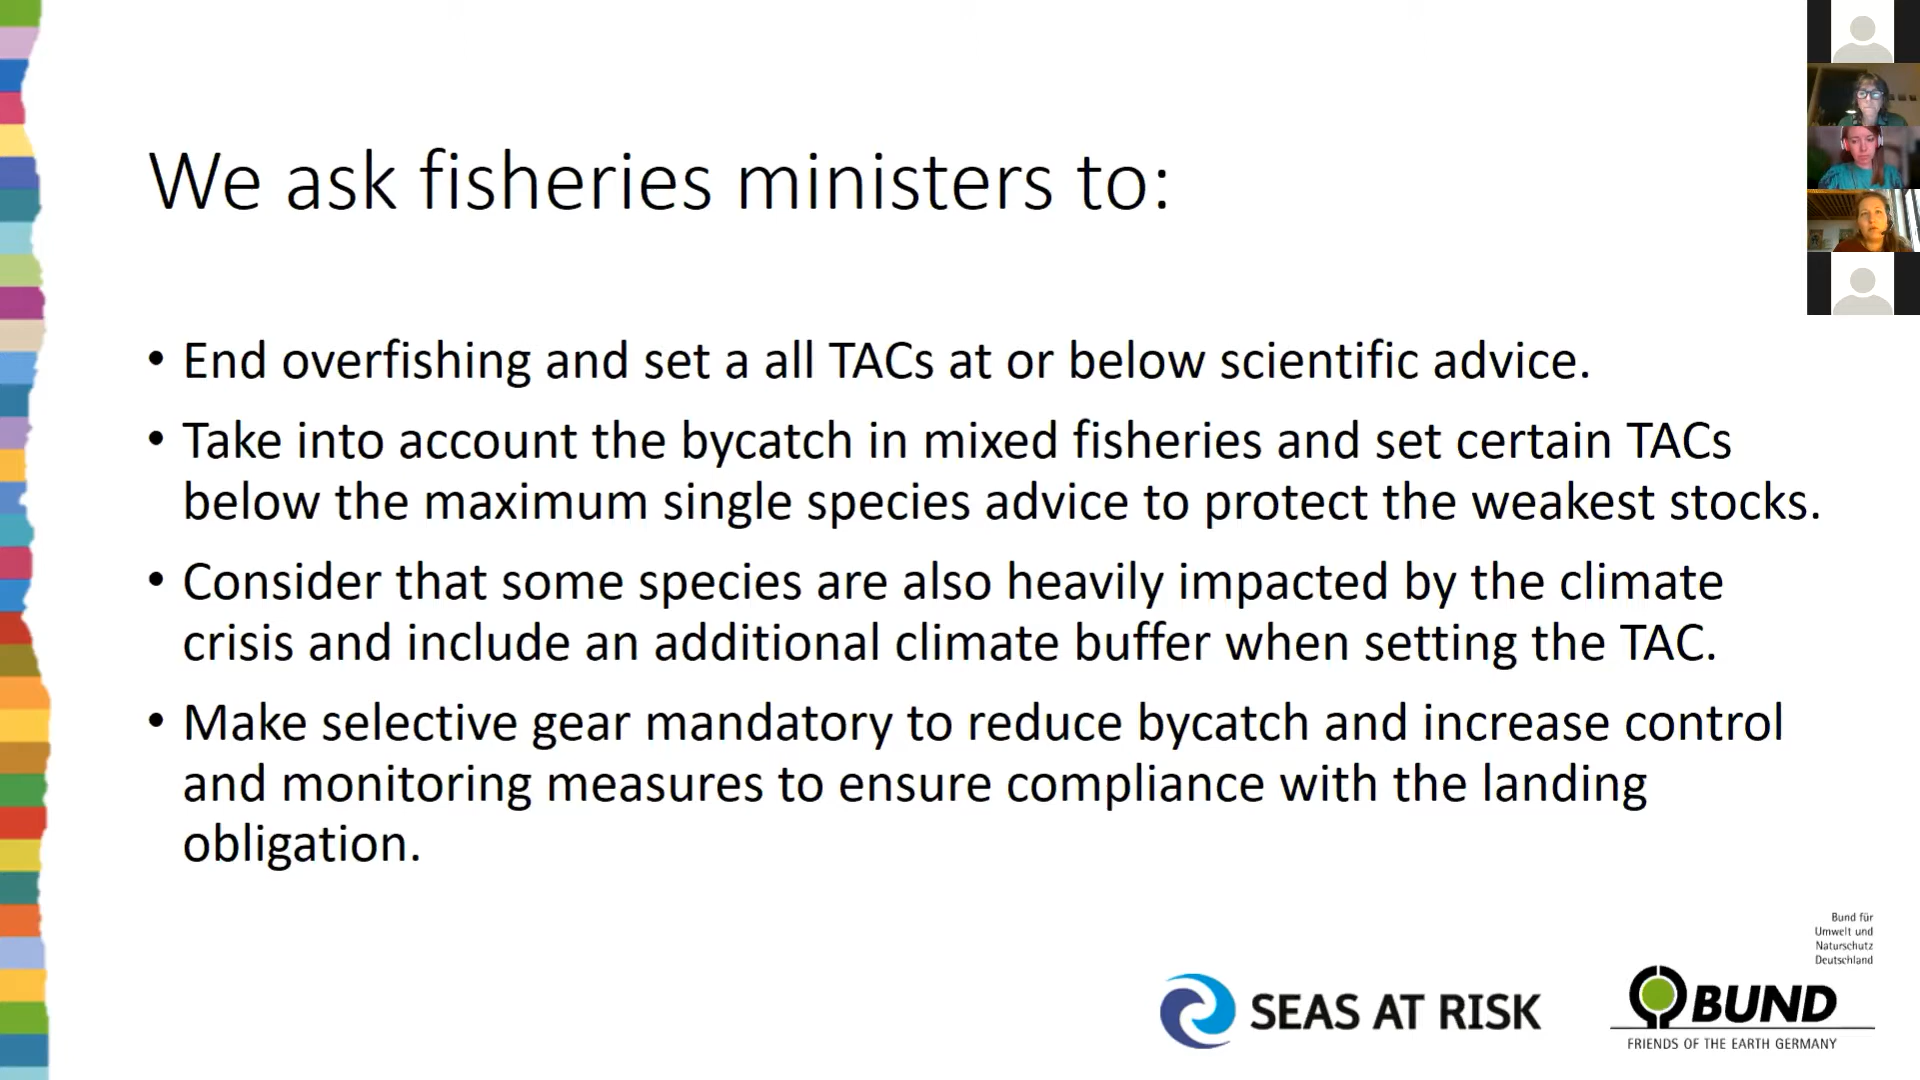 We ask fisheries ministers to:
• End overfishing and set a all TACs at or below scientific advice.
• Take into account the bycatch in mixed fisheries and set certain TACs
below the maximum single species advice to protect the weakest stocks.
• Consider that some species are also heavily impacted by the climate
crisis and include an additional climate buffer when setting the TAC.
• Make selective gear mandatory to reduce bycatch and increase control
and monitoring measures to ensure compliance with the landing
obligation.
Bund für
Umwelt und
Naturschutz
Deutschland
SEAS AT RISK
BUND
FRIENDS OF THE EARTH GERMANY